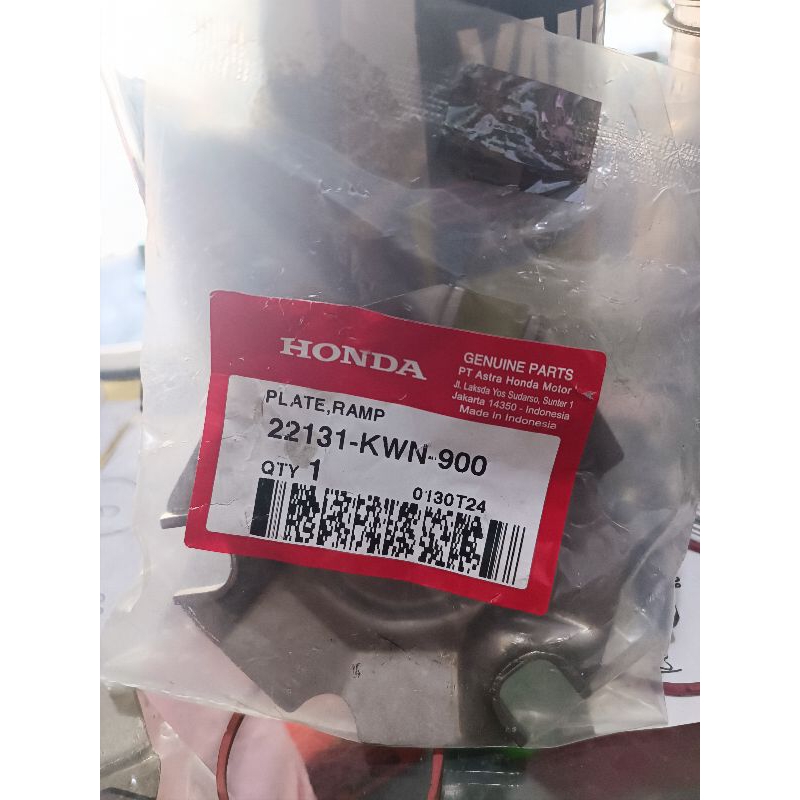 HONDA
GENUINE PARTS
PT Astra Honda Motor
Jl. Laksda Yos Sudarso, Sunter 1
Jakarta 14350 - Indonesia
Made in Indonesia
PLATE,RAMP
22131-KWN-900
QTY 1
0130T24